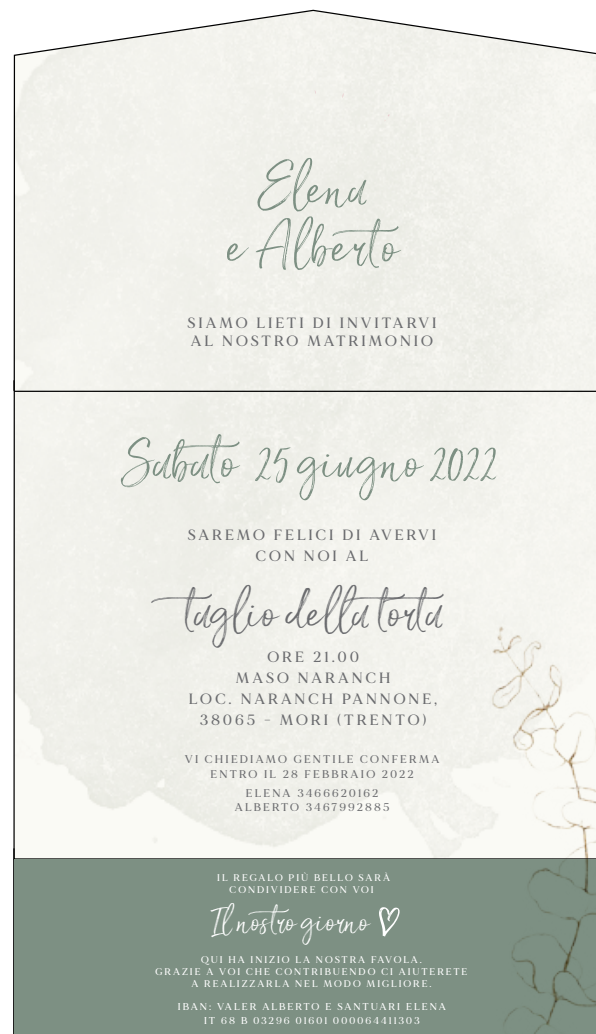 Elena
e Alberto
SIAMO LIETI DI INVITARVI
AL NOSTRO MATRIMONIO
Sabato 25 giugno 2022
SAREMO FELICI DI AVERVI
CON NOI AL
taglio della torta
ORE 21.00
MASO NARANCH
LOC. NARANCH PANNONE,
38065 - MORI (TRENTO)
VI CHIEDIAMO GENTILE CONFERMA
ENTRO IL 28 FEBBRAIO 2022
ELENA 3466620162
ALBERTO 3467992885
IL REGALO PIÙ BELLO SARÀ
CONDIVIDERE CON VOI
Il nostro giorno ♡
QUI HA INIZIO LA NOSTRA FAVOLA.
GRAZIE A VOI CHE CONTRIBUENDO CI AIUTERETE
A REALIZZARLA NEL MODO MIGLIORE.
IBAN: VALER ALBERTO E SANTUARI ELENA
IT 68 B 03296 01601 000064411303